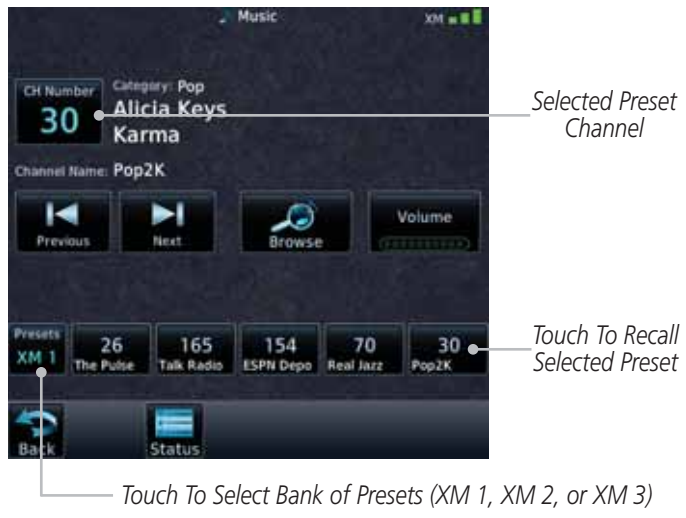 Music
XM
CH Number
30
Category: Pop
Alicia Keys
Karma
Channel Name: Pop2K
Previous
Next
Browse
Volume
Selected Preset
Channel
Presets
XM 1
26
The Pulse
165
Talk Radio
154
ESPN Depo
70
Real Jazz
30
Pop2K
Touch To Recall
Selected Preset
Back
Status
Touch To Select Bank of Presets (XM 1, XM 2, or XM 3)